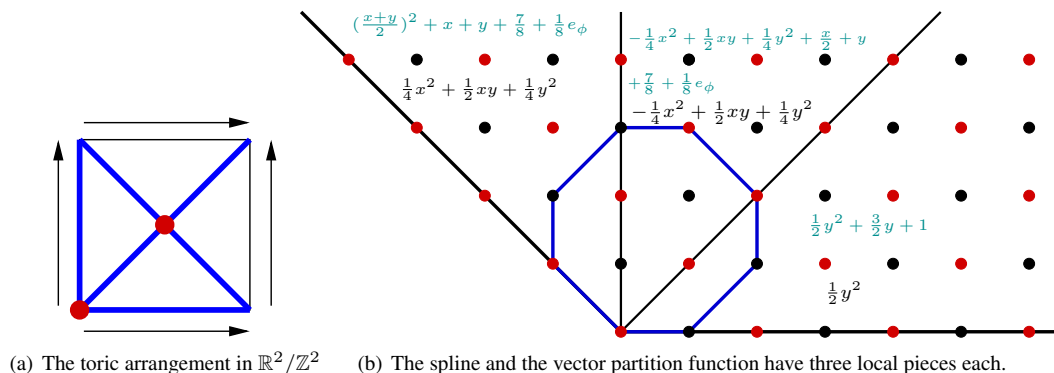 (\frac{x+y}{2})^2 + x + y + \frac{7}{8} + \frac{1}{8}e_\phi
\frac{1}{4}x^2 + \frac{1}{2}xy + \frac{1}{4}y^2
-\frac{1}{4}x^2 + \frac{1}{2}xy + \frac{1}{4}y^2 + \frac{x}{2} + y
+\frac{7}{8} + \frac{1}{8}e_\phi
-\frac{1}{4}x^2 + \frac{1}{2}xy + \frac{1}{4}y^2
\frac{1}{2}y^2 + \frac{3}{2}y + 1
\frac{1}{2}y^2
(a) The toric arrangement in ℝ²/ℤ²
(b) The spline and the vector partition function have three local pieces each.